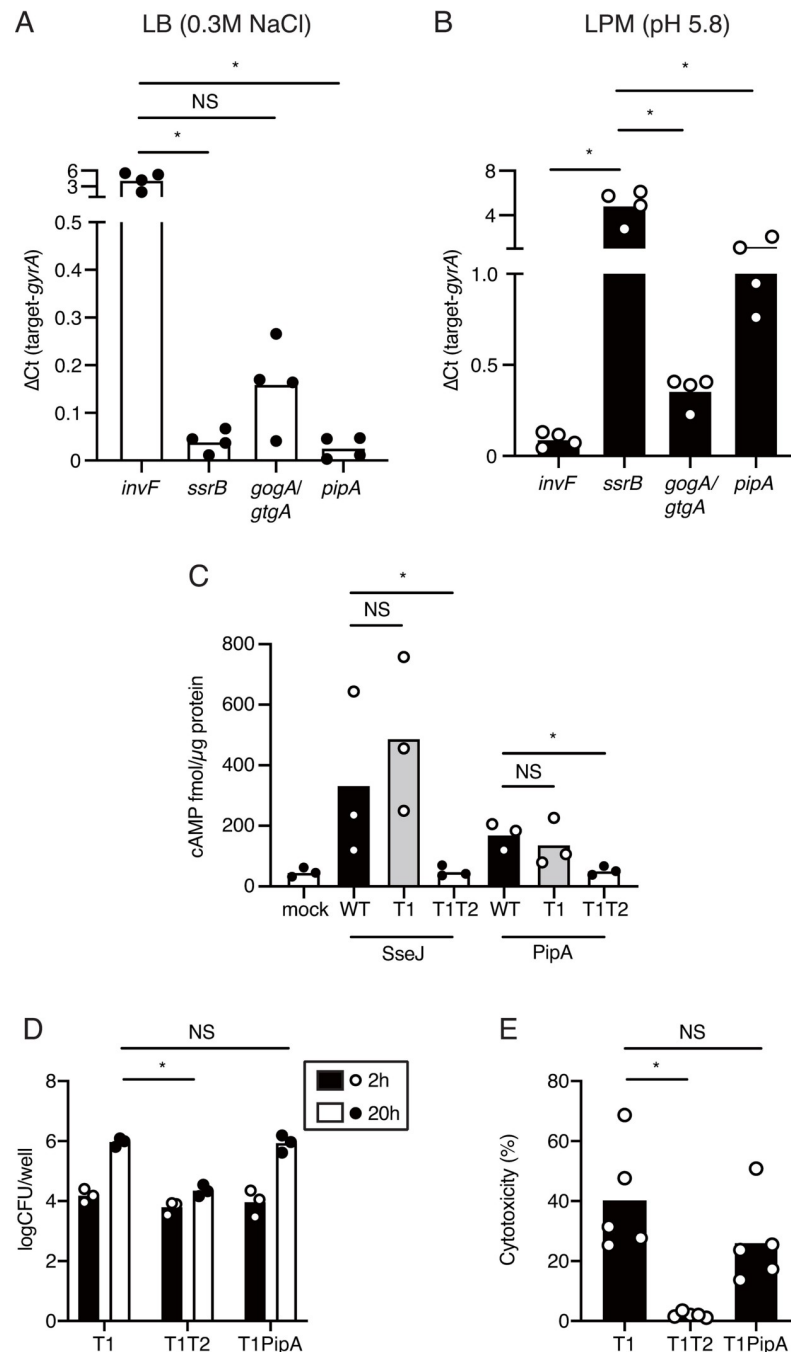 A
LB (0.3M NaCl)
*
NS
*
6
3
0.5
0.4
0.3
0.2
0.1
0
ΔCt (target-gyrA)
invF
ssrB
gogA/
gtgA
pipA
B
LPM (pH 5.8)
*
*
*
8
4
1.0
0.5
0
ΔCt (target-gyrA)
invF
ssrB
gogA/
gtgA
pipA
C
*
NS
*
NS
800
600
400
200
0
cAMP fmol/µg protein
mock
WT
T1
T1T2
WT
T1
T1T2
SseJ
PipA
D
NS
*
2h
20h
8
6
4
2
0
logCFU/well
T1
T1T2
T1PipA
E
NS
*
80
60
40
20
0
Cytotoxicity (%)
T1
T1T2
T1PipA